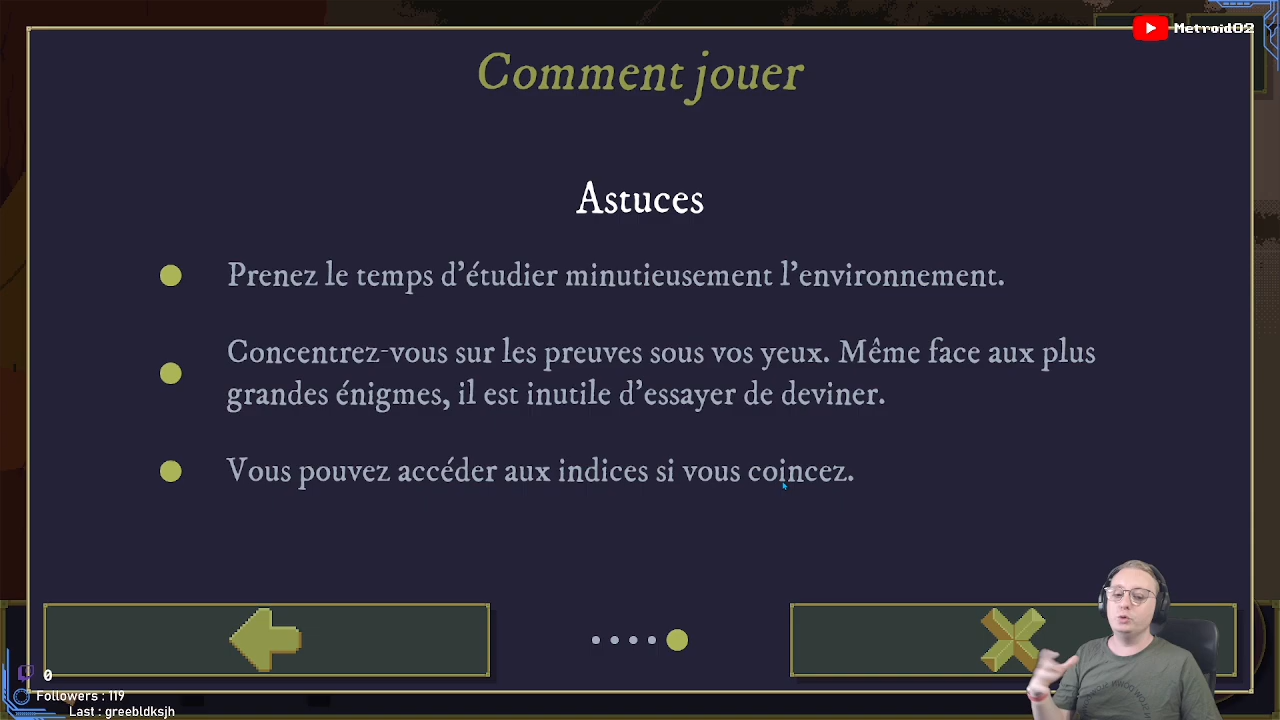 Metroid02
Comment jouer
Astuces
Prenez le temps d'étudier minutieusement l'environnement.
Concentrez-vous sur les preuves sous vos yeux. Même face aux plus
grandes énigmes, il est inutile d'essayer de deviner.
Vous pouvez accéder aux indices si vous coincez.
0
Followers : 119
Last : greebldksjh